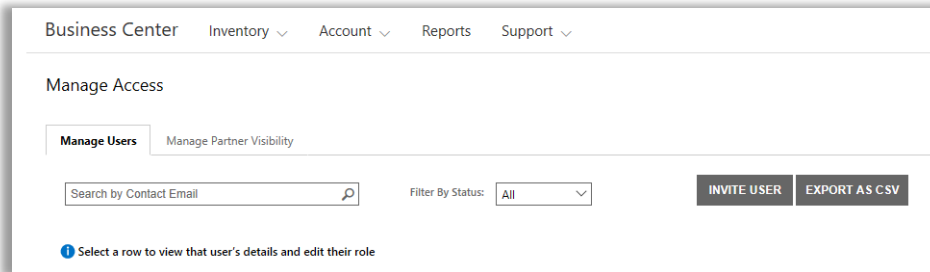 Business Center Inventory Account Reports Support
Manage Access
Manage Users Manage Partner Visibility
Search by Contact Email Filter By Status: All INVITE USER EXPORT AS CSV
Select a row to view that user's details and edit their role